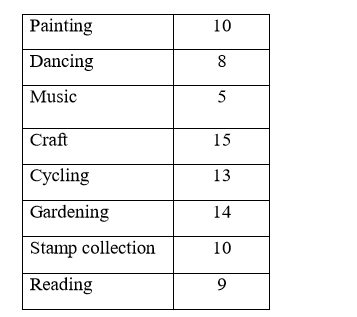 Painting 10
Dancing 8
Music 5
Craft 15
Cycling 13
Gardening 14
Stamp collection 10
Reading 9